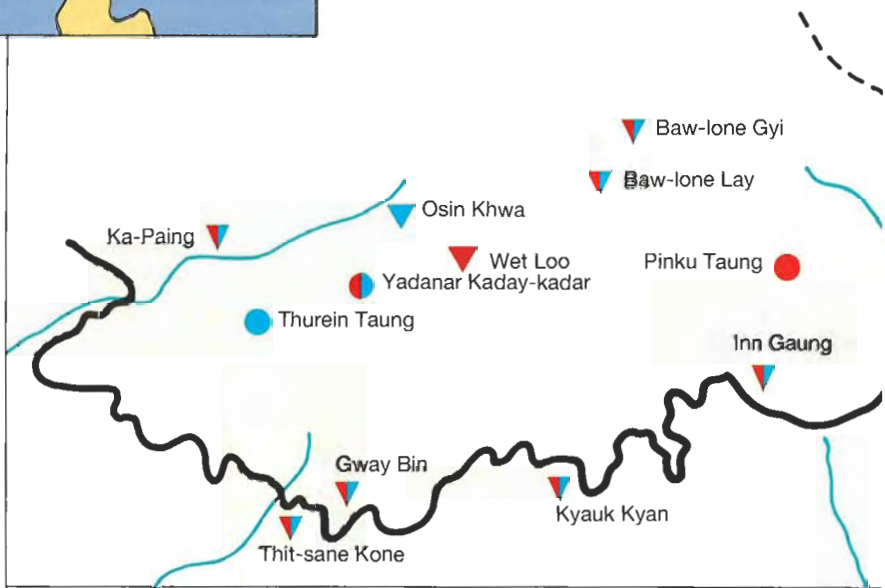 Baw-lone Gyi
Baw-lone Lay
Osin Khwa
Ka-Paing
Wet Loo
Pinku Taung
Yadanar Kaday-kadar
Thurein Taung
Inn Gaung
Gway Bin
Kyauk Kyan
Thit-sane Kone